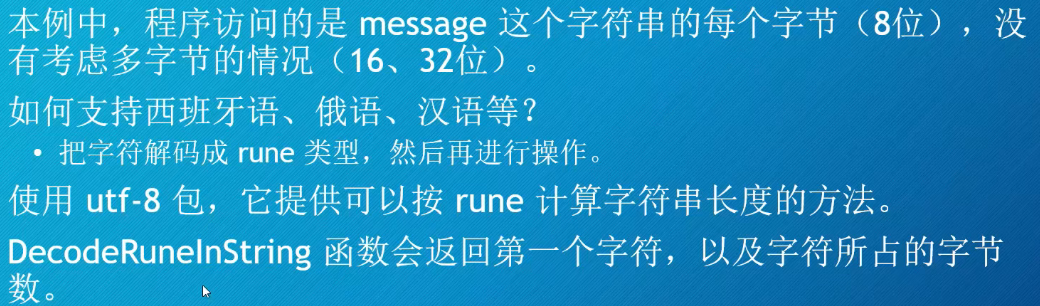 本例中，程序访问的是 message 这个字符串的每个字节（8位），没
有考虑多字节的情况（16、32位）。
如何支持西班牙语、俄语、汉语等？
• 把字符解码成 rune 类型，然后再进行操作。
使用 utf-8 包，它提供可以按 rune 计算字符串长度的方法。
DecodeRuneInString 函数会返回第一个字符，以及字符所占的字节
数。